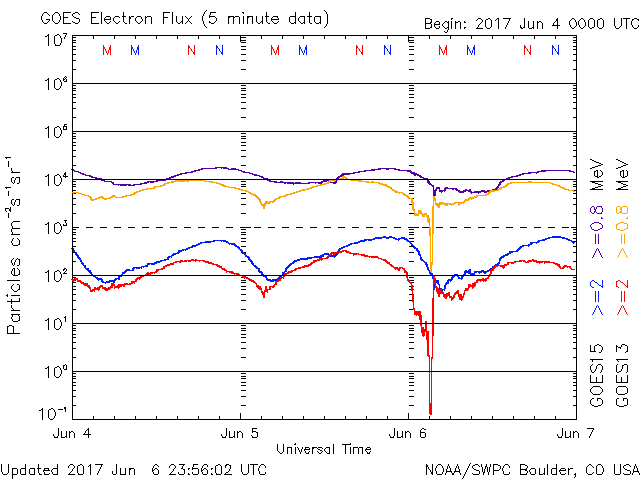 GOES Electron Flux (5 minute data)
Begin: 2017 Jun 4 0000 UTC
M M N N M M N N M M N N
10⁷
10⁶
10⁵
10⁴
10³
10²
10¹
10⁰
10⁻¹
Particles cm⁻²s⁻¹sr⁻¹
GOES15 >=2 >=0.8 MeV
GOES13 >=2 >=0.8 MeV
Jun 4 Jun 5 Jun 6 Jun 7
Universal Time
Updated 2017 Jun 6 23:56:02 UTC
NOAA/SWPC Boulder, CO USA